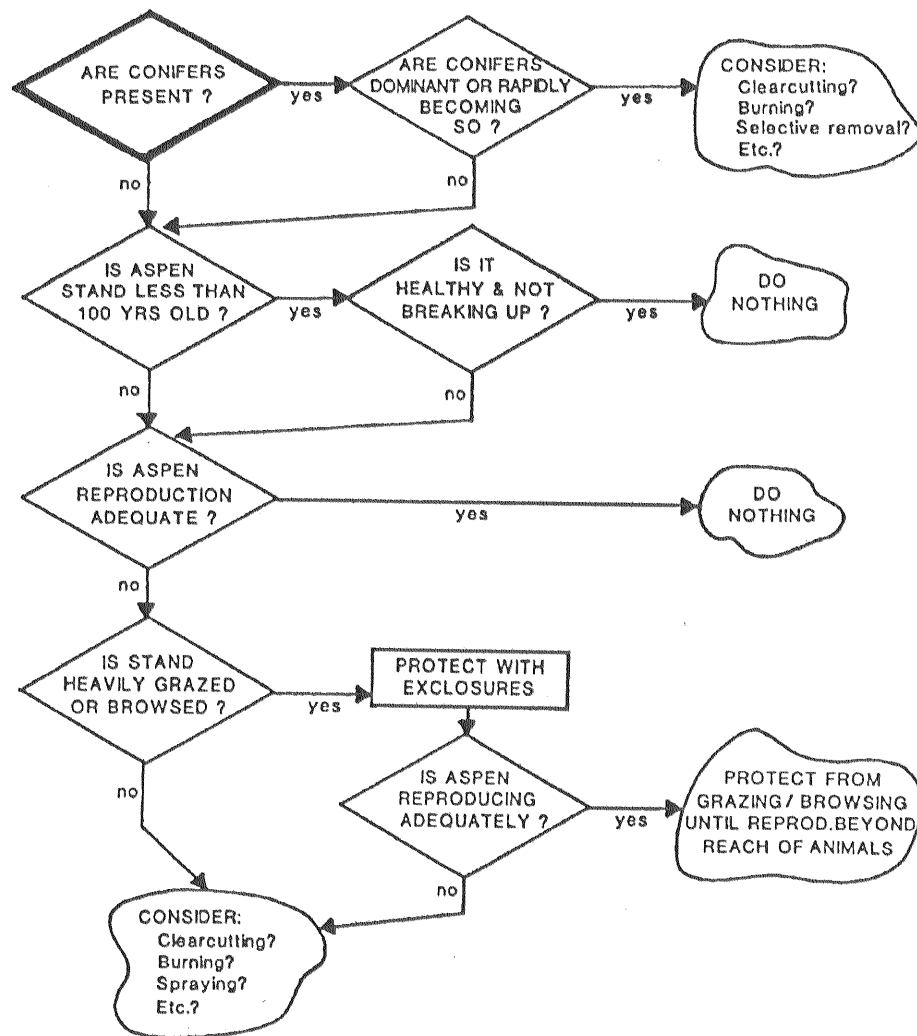 ARE CONIFERS
PRESENT ?
yes
ARE CONIFERS
DOMINANT OR RAPIDLY
BECOMING
SO ?
yes
CONSIDER:
Clearcutting?
Burning?
Selective removal?
Etc.?
no
no
IS ASPEN
STAND LESS THAN
100 YRS OLD ?
yes
IS IT
HEALTHY & NOT
BREAKING UP ?
yes
DO
NOTHING
no
no
IS ASPEN
REPRODUCTION
ADEQUATE ?
yes
DO
NOTHING
no
IS STAND
HEAVILY GRAZED
OR BROWSED ?
yes
PROTECT WITH
EXCLOSURES
no
IS ASPEN
REPRODUCING
ADEQUATELY ?
yes
PROTECT FROM
GRAZING / BROWSING
UNTIL REPROD. BEYOND
REACH OF ANIMALS
no
CONSIDER:
Clearcutting?
Burning?
Spraying?
Etc.?